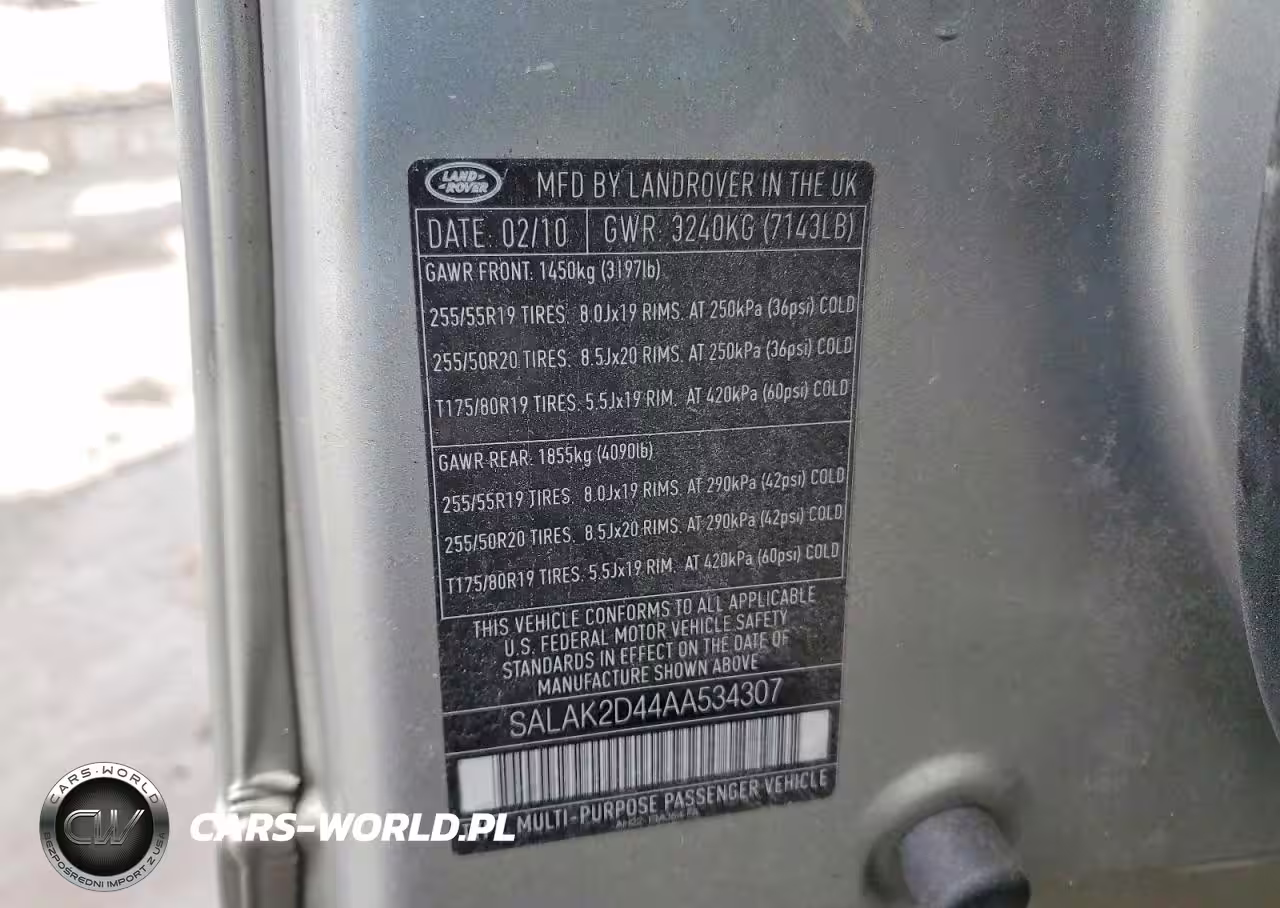 LAND-
-ROVER
MFD BY LANDROVER IN THE UK
DATE: 02/10 GWR: 3240KG (7143LB)
GAWR FRONT: 1450kg (3197lb)
255/55R19 TIRES. 8.0Jx19 RIMS. AT 250kPa (36psi) COLD
255/50R20 TIRES. 8.5Jx20 RIMS. AT 250kPa (36psi) COLD
T175/80R19 TIRES. 5.5Jx19 RIM. AT 420kPa (60psi) COLD
GAWR REAR: 1855kg (4090lb)
255/55R19 TIRES. 8.0Jx19 RIMS. AT 290kPa (42psi) COLD
255/50R20 TIRES. 8.5Jx20 RIMS. AT 290kPa (42psi) COLD
T175/80R19 TIRES. 5.5Jx19 RIM. AT 420kPa (60psi) COLD
THIS VEHICLE CONFORMS TO ALL APPLICABLE
U.S. FEDERAL MOTOR VEHICLE SAFETY
STANDARDS IN EFFECT ON THE DATE OF
MANUFACTURE SHOWN ABOVE
SALAK2D44AA534307
MULTI-PURPOSE PASSENGER VEHICLE
CARS-WORLD
CW
BEZPOŚREDNI IMPORT Z USA
CARS-WORLD.PL